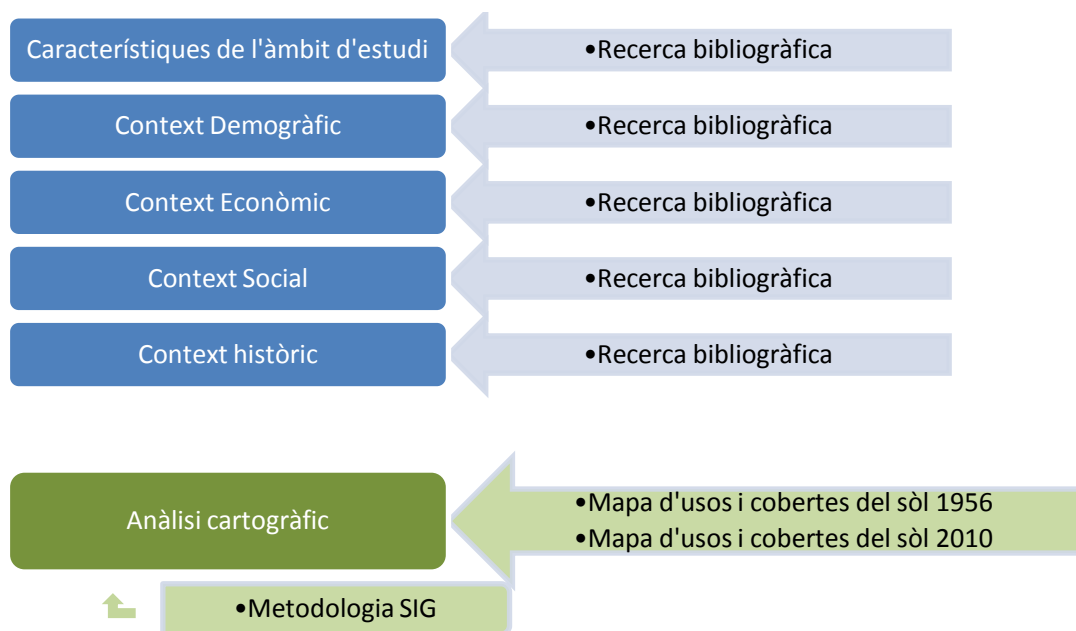 Característiques de l'àmbit d'estudi
•Recerca bibliogràfica
Context Demogràfic
•Recerca bibliogràfica
Context Econòmic
•Recerca bibliogràfica
Context Social
•Recerca bibliogràfica
Context històric
•Recerca bibliogràfica
Anàlisi cartogràfic
•Mapa d'usos i cobertes del sòl 1956
•Mapa d'usos i cobertes del sòl 2010
•Metodologia SIG